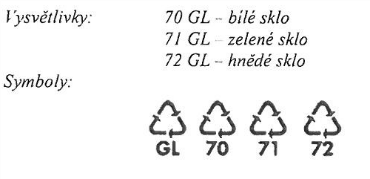 Vysvětlivky: 70 GL – bílé sklo
71 GL – zelené sklo
72 GL – hnědé sklo
Symboly:
GL 70 71 72